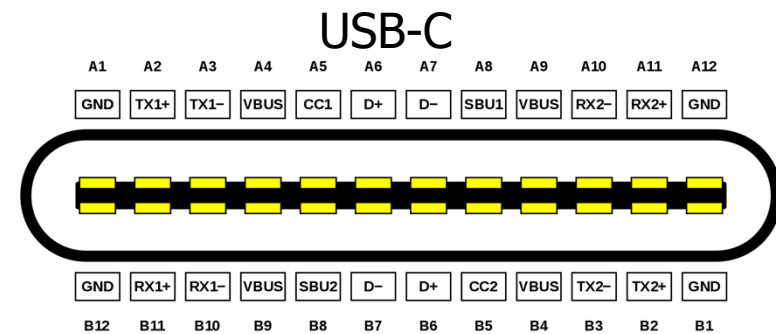 USB-C
A1 A2 A3 A4 A5 A6 A7 A8 A9 A10 A11 A12
GND TX1+ TX1− VBUS CC1 D+ D− SBU1 VBUS RX2− RX2+ GND
GND RX1+ RX1− VBUS SBU2 D− D+ CC2 VBUS TX2− TX2+ GND
B12 B11 B10 B9 B8 B7 B6 B5 B4 B3 B2 B1